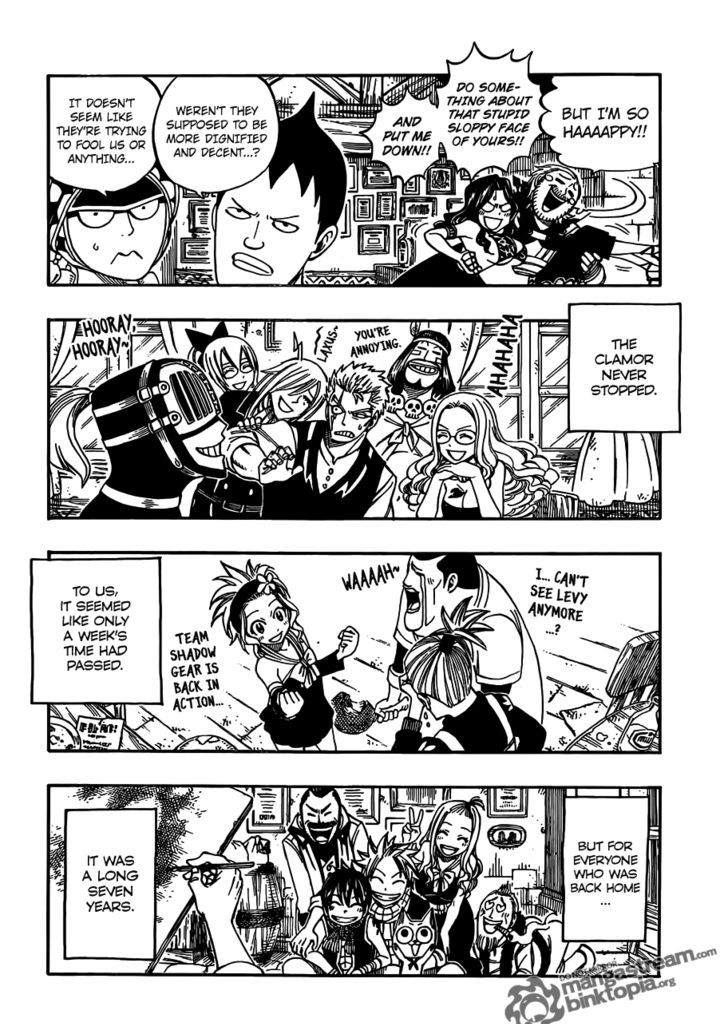 BUT I'M SO
HAAAAPPY!!
DO SOME-
THING ABOUT
THAT STUPID
SLOPPY FACE
OF YOURS!!
AND
PUT ME
DOWN!!
WEREN'T THEY
SUPPOSED TO BE
MORE DIGNIFIED
AND DECENT...?
IT DOESN'T
SEEM LIKE
THEY'RE TRYING
TO FOOL US OR
ANYTHING...
THE
CLAMOR
NEVER
STOPPED.
AHAHAHA
YOU'RE
ANNOYING.
LAXUS~
HOORAY,
HOORAY~
TO US,
IT SEEMED
LIKE ONLY
A WEEK'S
TIME HAD
PASSED.
I... CAN'T
SEE LEVY
ANYMORE
...?
WAAAAH~
TEAM
SHADOW
GEAR IS
BACK IN
ACTION...
BUT FOR
EVERYONE
WHO WAS
BACK HOME
...
IT WAS
A LONG
SEVEN
YEARS.
mangastream.com
binktopia.org